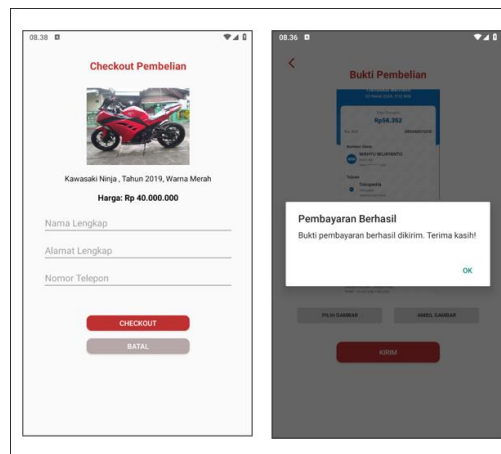 08.38
Checkout Pembelian
Kawasaki Ninja , Tahun 2019, Warna Merah
Harga: Rp 40.000.000
Nama Lengkap
Alamat Lengkap
Nomor Telepon
CHECKOUT
BATAL
08.36
Bukti Pembelian
Rp56.352
Tokopedia
Pembayaran Berhasil
Bukti pembayaran berhasil dikirim. Terima kasih!
OK
PILIH GAMBAR
AMBIL GAMBAR
KIRIM